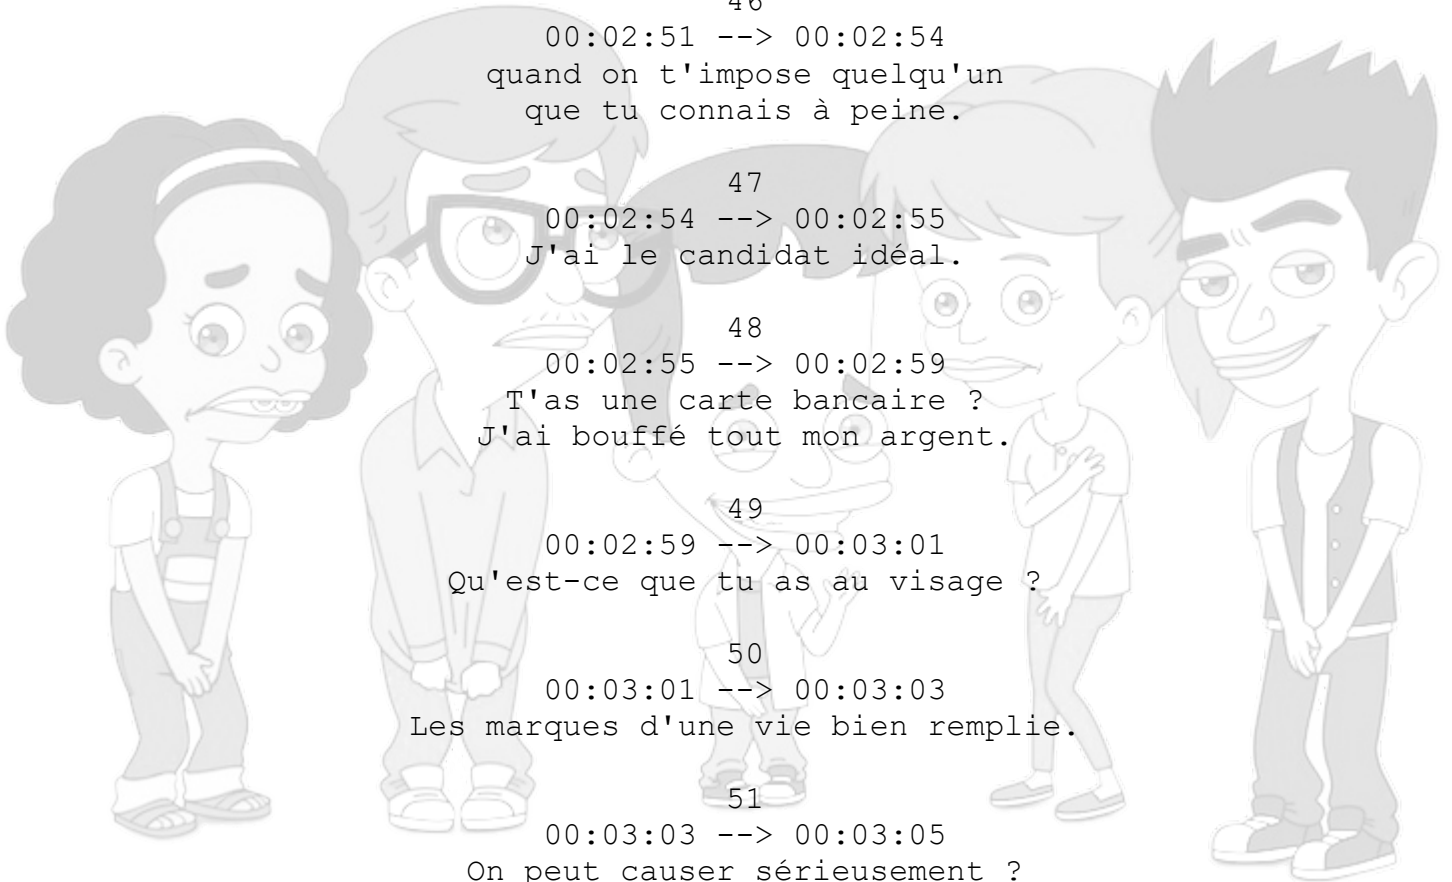 46
00:02:51 --> 00:02:54
quand on t'impose quelqu'un
que tu connais à peine.
47
00:02:54 --> 00:02:55
J'ai le candidat idéal.
48
00:02:55 --> 00:02:59
T'as une carte bancaire ?
J'ai bouffé tout mon argent.
49
00:02:59 --> 00:03:01
Qu'est-ce que tu as au visage ?
50
00:03:01 --> 00:03:03
Les marques d'une vie bien remplie.
51
00:03:03 --> 00:03:05
On peut causer sérieusement ?